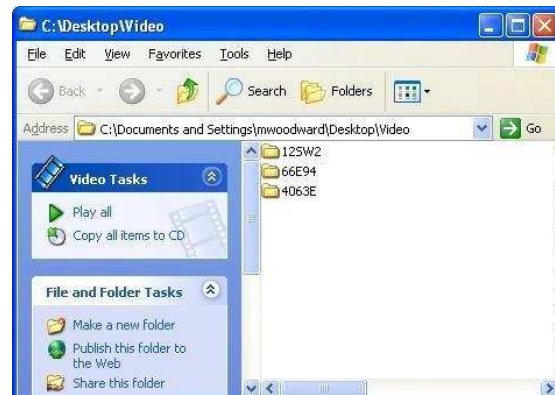 C:\Desktop\Video
File Edit View Favorites Tools Help
Back Search Folders
Address C:\Documents and Settings\mwoodward\Desktop\Video Go
Video Tasks
Play all
Copy all items to CD
File and Folder Tasks
Make a new folder
Publish this folder to
the Web
Share this folder
125W2
66E94
4063E